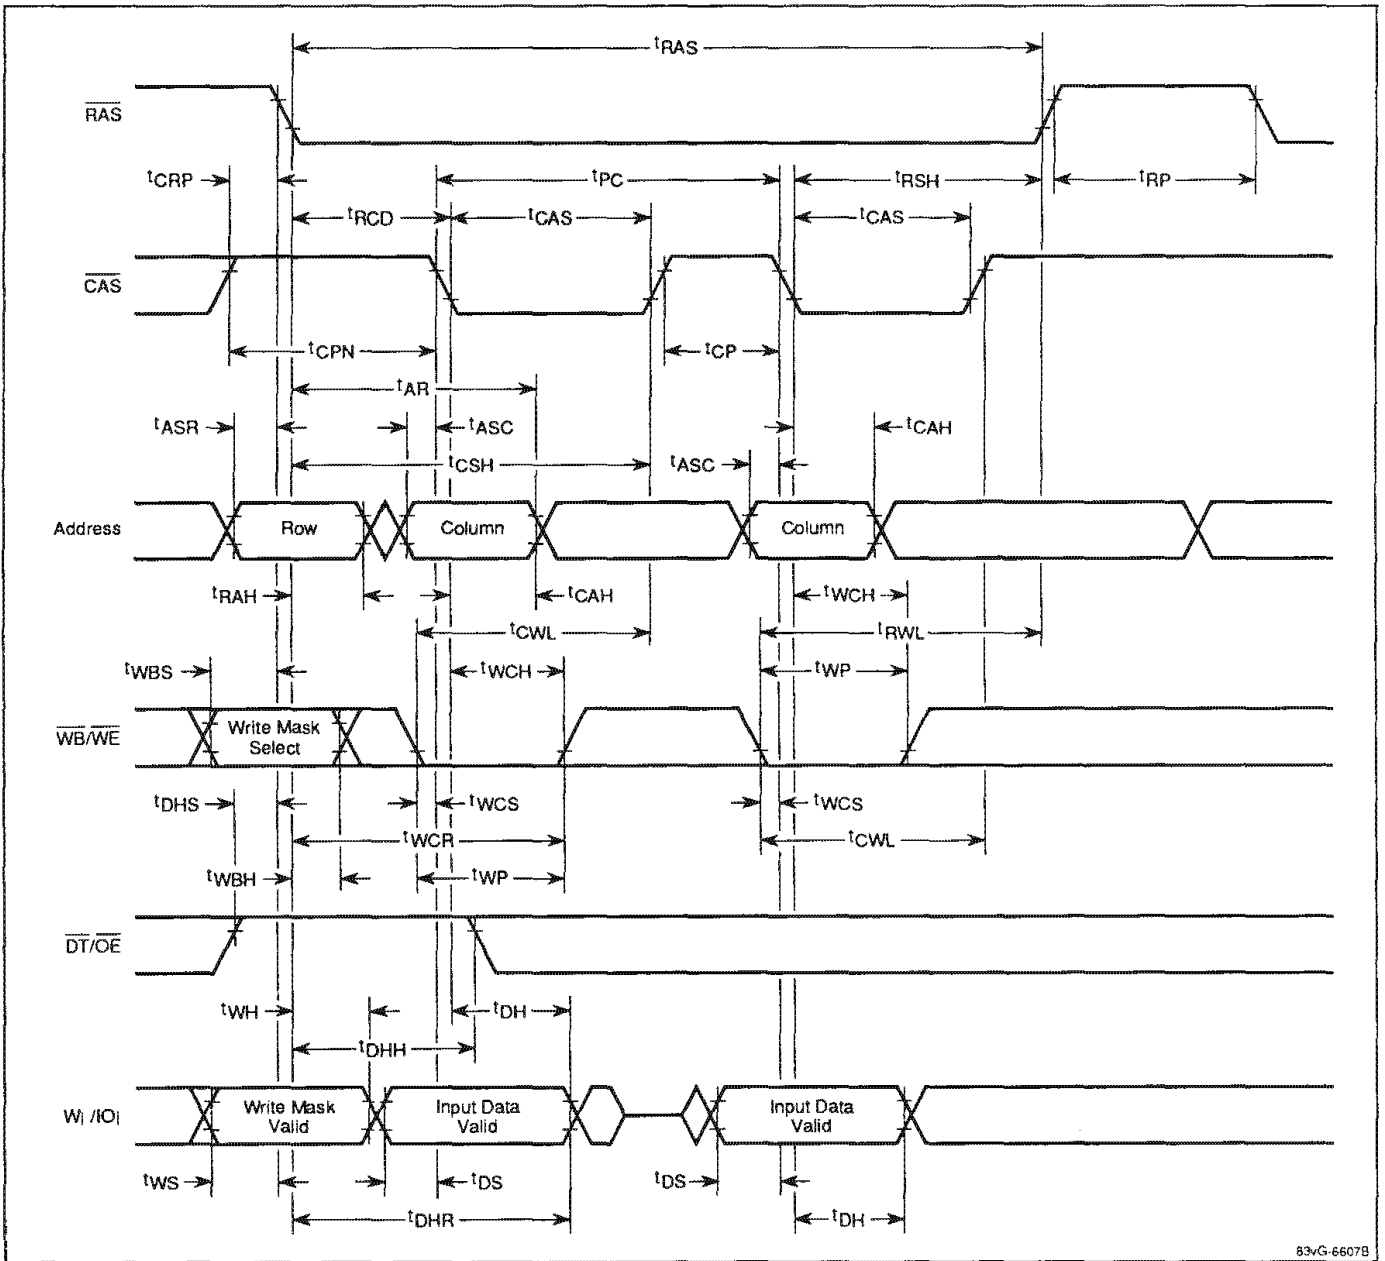 tRAS
RAS
tCRP
tPC
tRSH
tRP
tRCD
tCAS
tCAS
CAS
tCPN
tCP
tAR
tASR
tASC
tCAH
tCSH
tASC
Address
Row
Column
Column
tRAH
tCAH
tWCH
tCWL
tRWL
tWBS
tWCH
tWP
WB/WE
Write Mask
Select
tDHS
tWCS
tWCS
tWCR
tCWL
tWBH
tWP
DT/OE
tWH
tDH
tDHH
Wi /IOi
Write Mask
Valid
Input Data
Valid
Input Data
Valid
tWS
tDS
tDS
tDHR
tDH
83vG-6607B